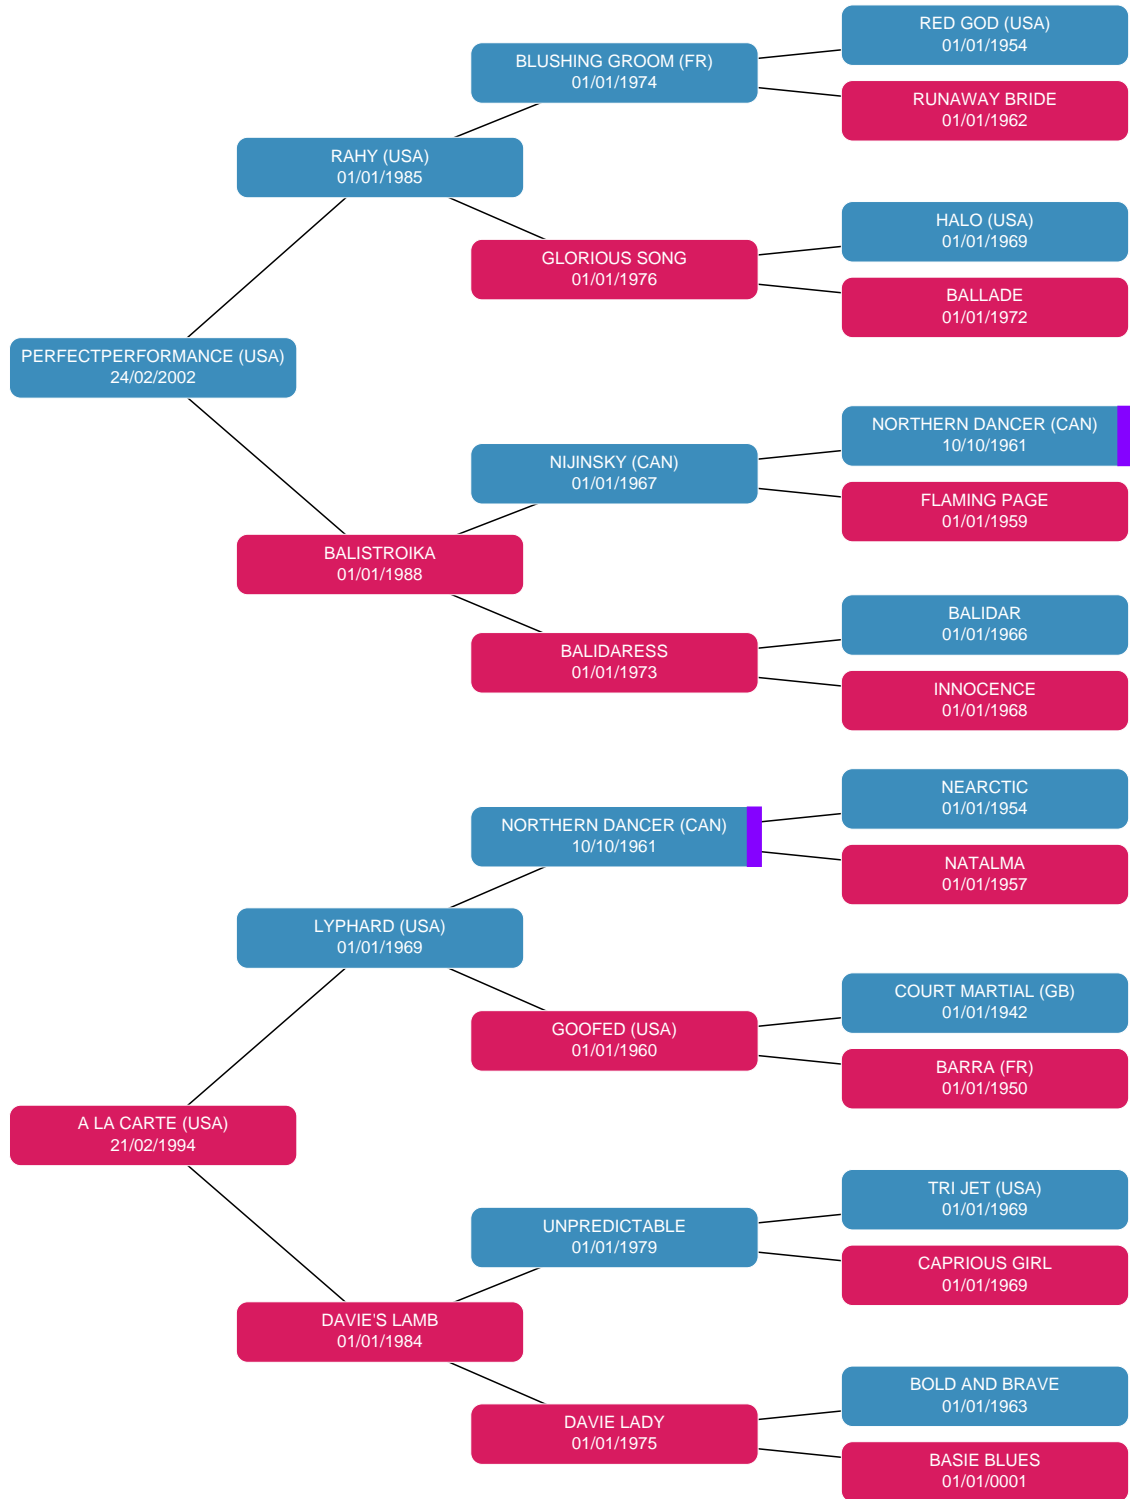 RED GOD (USA)
01/01/1954
BLUSHING GROOM (FR)
01/01/1974
RUNAWAY BRIDE
01/01/1962
RAHY (USA)
01/01/1985
HALO (USA)
01/01/1969
GLORIOUS SONG
01/01/1976
BALLADE
01/01/1972
PERFECTPERFORMANCE (USA)
24/02/2002
NORTHERN DANCER (CAN)
10/10/1961
NIJINSKY (CAN)
01/01/1967
FLAMING PAGE
01/01/1959
BALISTROIKA
01/01/1988
BALIDAR
01/01/1966
BALIDARESS
01/01/1973
INNOCENCE
01/01/1968
NEARCTIC
01/01/1954
NORTHERN DANCER (CAN)
10/10/1961
NATALMA
01/01/1957
LYPHARD (USA)
01/01/1969
COURT MARTIAL (GB)
01/01/1942
GOOFED (USA)
01/01/1960
BARRA (FR)
01/01/1950
A LA CARTE (USA)
21/02/1994
TRI JET (USA)
01/01/1969
UNPREDICTABLE
01/01/1979
CAPRIOUS GIRL
01/01/1969
DAVIE'S LAMB
01/01/1984
BOLD AND BRAVE
01/01/1963
DAVIE LADY
01/01/1975
BASIE BLUES
01/01/0001